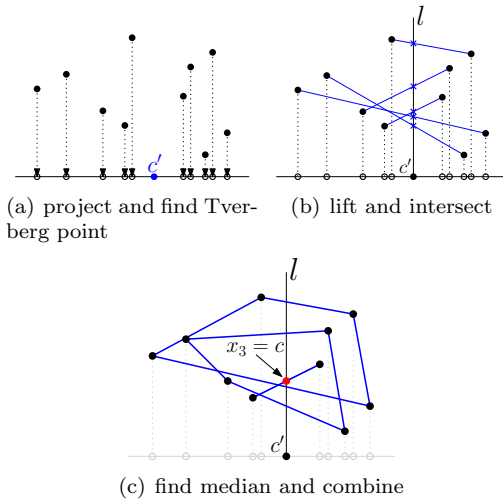 c′
(a) project and find Tver-
berg point
l
c′
(b) lift and intersect
l
x₃ = c
c′
(c) find median and combine